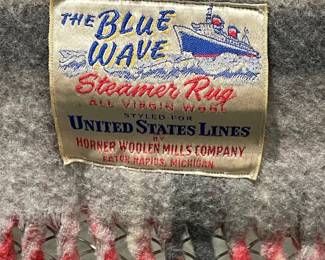 THE BLUE
WAVE
Steamer Rug
ALL VIRGIN WOOL
STYLED FOR
UNITED STATES LINES
BY
HORNER WOOLEN MILLS COMPANY
EATON RAPIDS, MICHIGAN